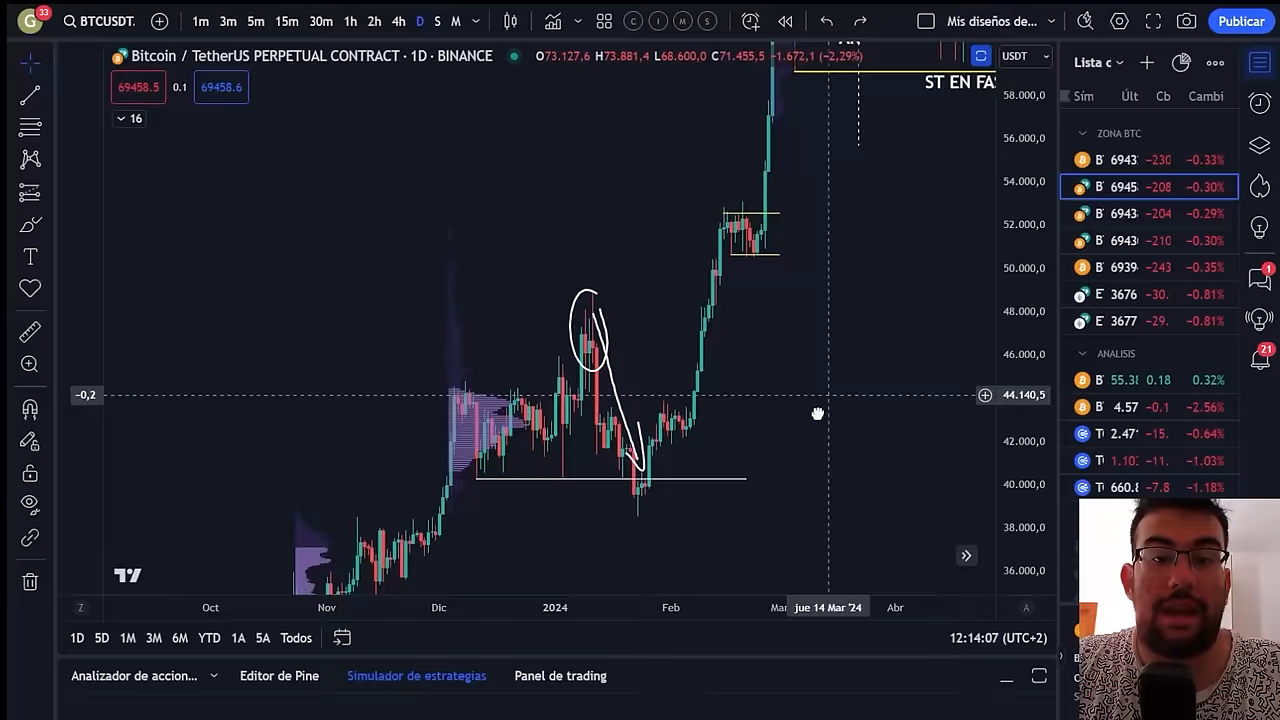 G 33 BTCUSDT. 1m 3m 5m 15m 30m 1h 2h 4h D S M C I M S Mis diseños de... Publicar
Bitcoin / TetherUS PERPETUAL CONTRACT · 1D · BINANCE O73.127,6 H73.881,4 L68.600,0 C71.455,5 −1.672,1 (−2,29%) USDT Lista c
69458.5 0.1 69458.6 ST EN FA
16
Sím Últ Cb Cambi
58.000,0
56.000,0
54.000,0
52.000,0
50.000,0
48.000,0
46.000,0
−0,2 44.140,5
42.000,0
40.000,0
38.000,0
36.000,0
ZONA BTC
B 6943 −230 −0.33%
B 6945 −208 −0.30%
B 6943 −204 −0.29%
B 6943 −210 −0.30%
B 6939 −243 −0.35%
E 3676 −30. −0.81%
E 3677 −29. −0.81%
ANALISIS
B 55.38 0.18 0.32%
B 4.57 −0.1 −2.56%
T 2.47 −15. −0.64%
T 1.10 −11. −1.03%
T 660.8 −7.8 −1.18%
1
21
Z Oct Nov Dic 2024 Feb Mar jue 14 Mar '24 Abr A
1D 5D 1M 3M 6M YTD 1A 5A Todos 12:14:07 (UTC+2)
Analizador de accion... Editor de Pine Simulador de estrategias Panel de trading